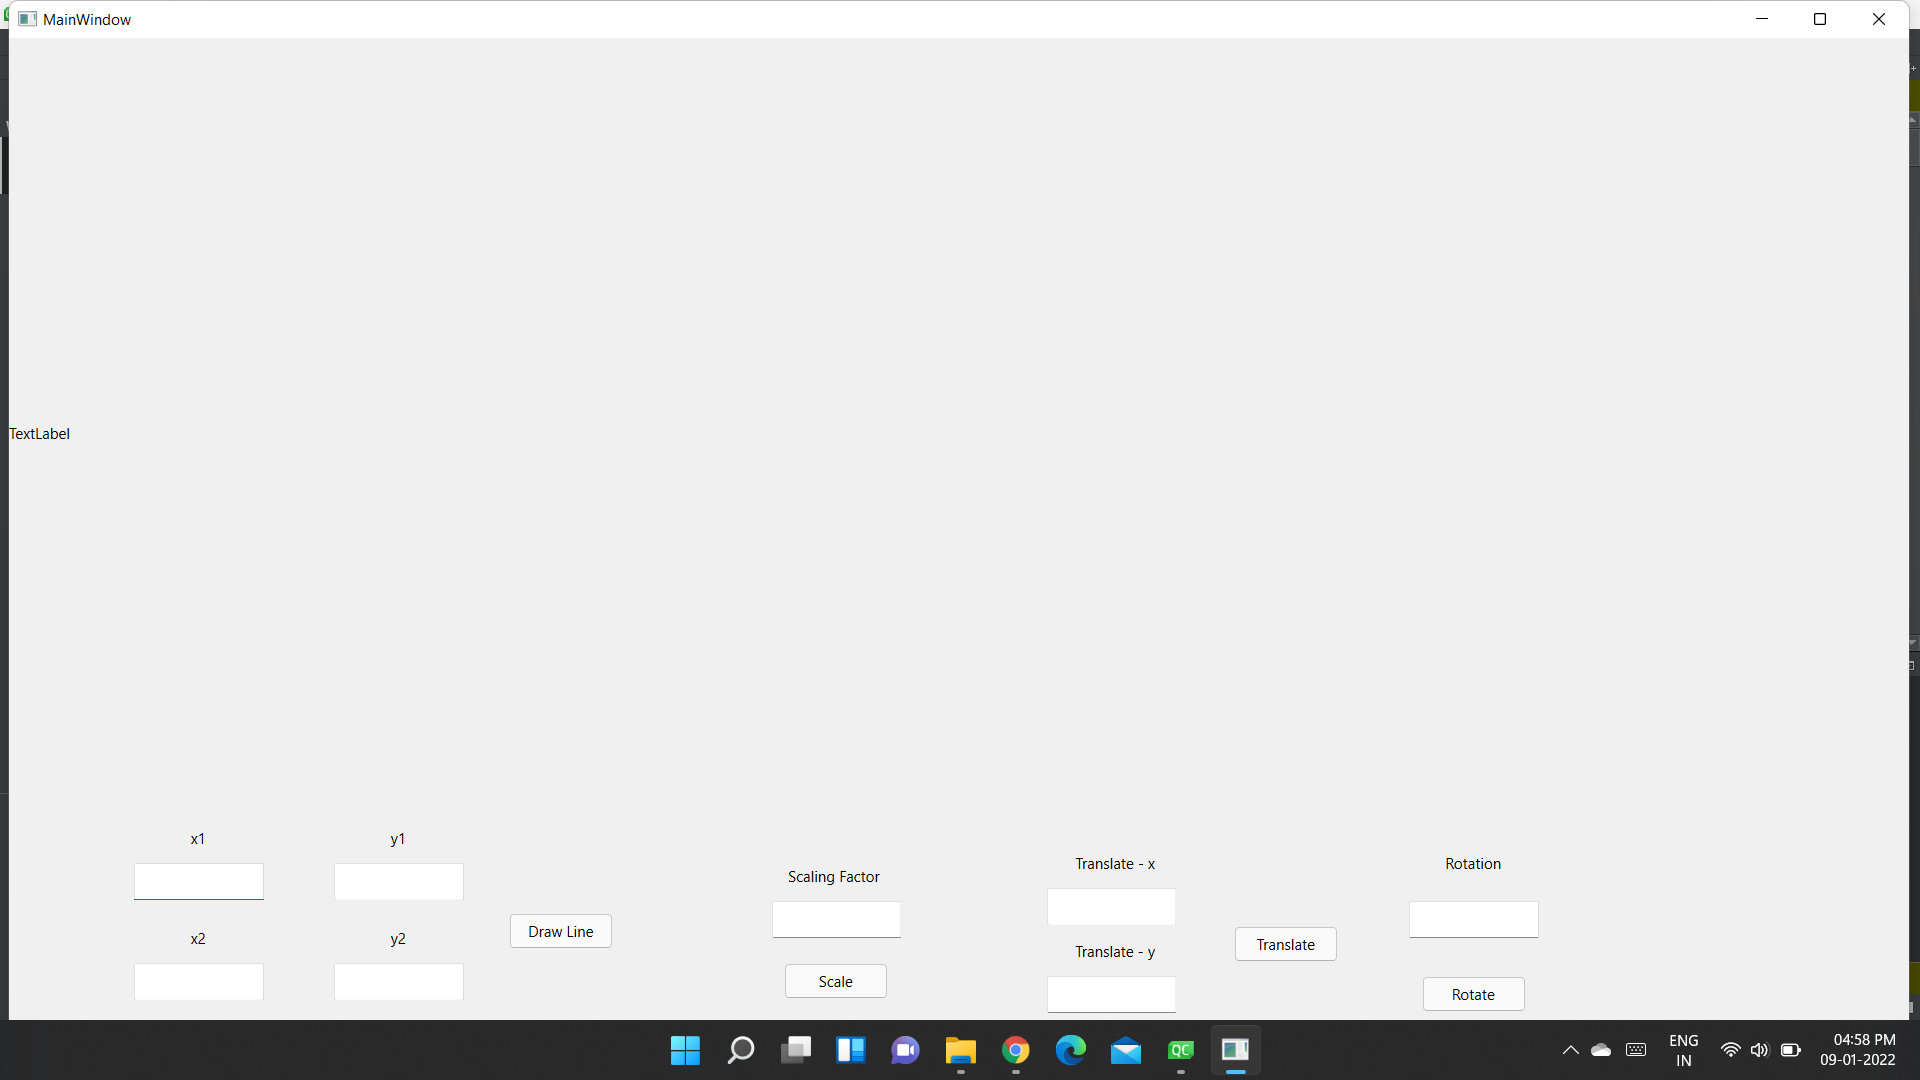 MainWindow
TextLabel
x1
y1
x2
y2
Draw Line
Scaling Factor
Scale
Translate - x
Translate - y
Translate
Rotation
Rotate
QC
ENG
IN
04:58 PM
09-01-2022